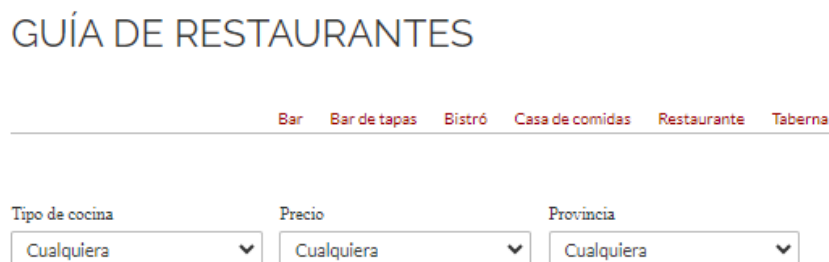 GUÍA DE RESTAURANTES
Bar Bar de tapas Bistró Casa de comidas Restaurante Taberna
Tipo de cocina Precio Provincia
Cualquiera Cualquiera Cualquiera